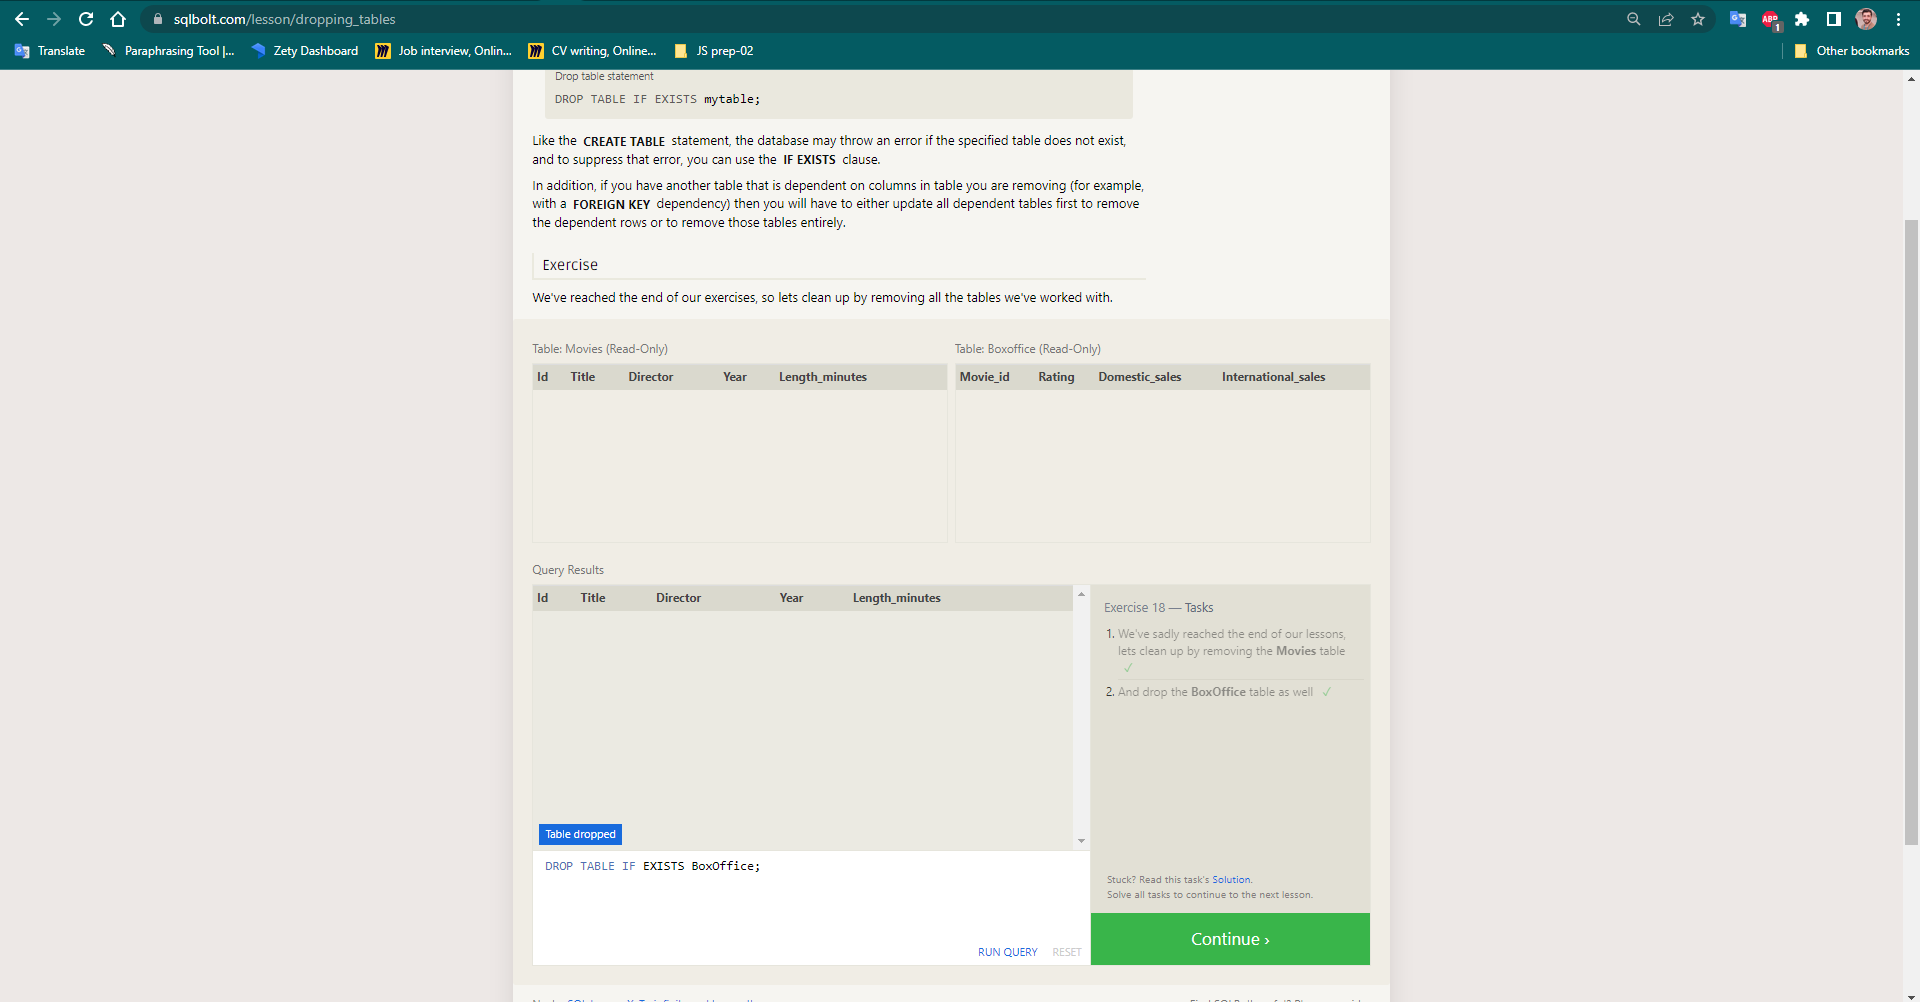 sqlbolt.com/lesson/dropping_tables
ABP
1
Translate
Paraphrasing Tool |...
Zety Dashboard
Job interview, Onlin...
CV writing, Online...
JS prep-02
Other bookmarks
Drop table statement
DROP TABLE IF EXISTS mytable;
Like the CREATE TABLE statement, the database may throw an error if the specified table does not exist,
and to suppress that error, you can use the IF EXISTS clause.
In addition, if you have another table that is dependent on columns in table you are removing (for example,
with a FOREIGN KEY dependency) then you will have to either update all dependent tables first to remove
the dependent rows or to remove those tables entirely.
Exercise
We've reached the end of our exercises, so lets clean up by removing all the tables we've worked with.
Table: Movies (Read-Only)
Id Title Director Year Length_minutes
Table: Boxoffice (Read-Only)
Movie_id Rating Domestic_sales International_sales
Query Results
Id Title Director Year Length_minutes
Table dropped
DROP TABLE IF EXISTS BoxOffice;
RUN QUERY RESET
Exercise 18 — Tasks
1. We've sadly reached the end of our lessons,
lets clean up by removing the Movies table
✓
2. And drop the BoxOffice table as well ✓
Stuck? Read this task's Solution.
Solve all tasks to continue to the next lesson.
Continue ›